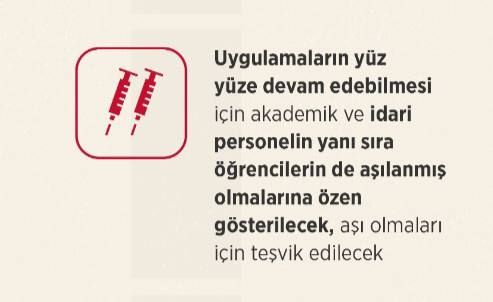 Uygulamaların yüz
yüze devam edebilmesi
için akademik ve idari
personelin yanı sıra
öğrencilerin de aşılanmış
olmalarına özen
gösterilecek, aşı olmaları
için teşvik edilecek